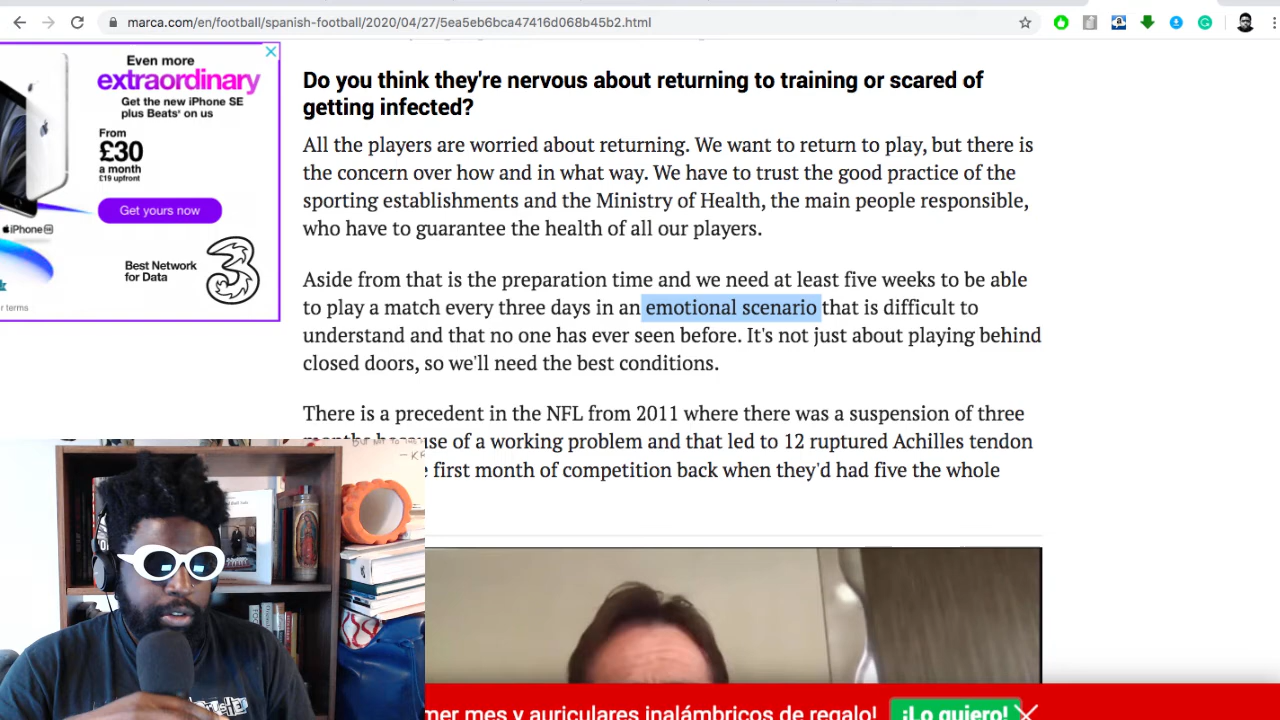 marca.com/en/football/spanish-football/2020/04/27/5ea5eb6bca47416d068b45b2.html
Even more
extraordinary
Get the new iPhone SE
plus Beats' on us
From
£30
a month
£19 upfront
Get yours now
iPhone SE
Best Network
for Data
3
r terms
Do you think they're nervous about returning to training or scared of
getting infected?
All the players are worried about returning. We want to return to play, but there is
the concern over how and in what way. We have to trust the good practice of the
sporting establishments and the Ministry of Health, the main people responsible,
who have to guarantee the health of all our players.
Aside from that is the preparation time and we need at least five weeks to be able
to play a match every three days in an emotional scenario that is difficult to
understand and that no one has ever seen before. It's not just about playing behind
closed doors, so we'll need the best conditions.
There is a precedent in the NFL from 2011 where there was a suspension of three
use of a working problem and that led to 12 ruptured Achilles tendon
first month of competition back when they'd had five the whole
mer mes y auriculares inalámbricos de regalo! ¡Lo quiero!